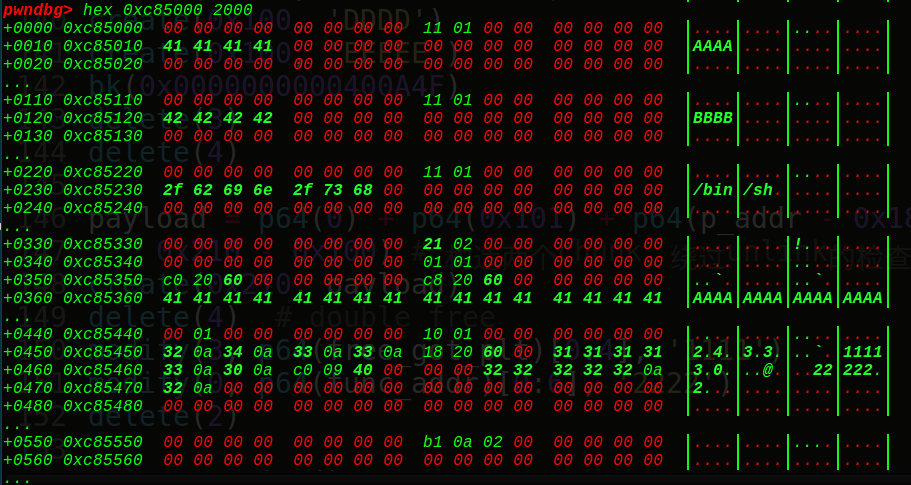 pwndbg> hex 0xc85000 2000
+0000 0xc85000 00 00 00 00 00 00 00 00 11 01 00 00 00 00 00 00 |....|....|....|....|
+0010 0xc85010 41 41 41 41 00 00 00 00 00 00 00 00 00 00 00 00 |AAAA|....|....|....|
+0020 0xc85020 00 00 00 00 00 00 00 00 00 00 00 00 00 00 00 00 |....|....|....|....|
...
+0110 0xc85110 00 00 00 00 00 00 00 00 11 01 00 00 00 00 00 00 |....|....|....|....|
+0120 0xc85120 42 42 42 42 00 00 00 00 00 00 00 00 00 00 00 00 |BBBB|....|....|....|
+0130 0xc85130 00 00 00 00 00 00 00 00 00 00 00 00 00 00 00 00 |....|....|....|....|
...
+0220 0xc85220 00 00 00 00 00 00 00 00 11 01 00 00 00 00 00 00 |....|....|....|....|
+0230 0xc85230 2f 62 69 6e 2f 73 68 00 00 00 00 00 00 00 00 00 |/bin|/sh.|....|....|
+0240 0xc85240 00 00 00 00 00 00 00 00 00 00 00 00 00 00 00 00 |....|....|....|....|
...
+0330 0xc85330 00 00 00 00 00 00 00 00 21 02 00 00 00 00 00 00 |....|....|!...|....|
+0340 0xc85340 00 00 00 00 00 00 00 00 01 01 00 00 00 00 00 00 |....|....|....|....|
+0350 0xc85350 c0 20 60 00 00 00 00 00 c8 20 60 00 00 00 00 00 |..`.|....|..`.|....|
+0360 0xc85360 41 41 41 41 41 41 41 41 41 41 41 41 41 41 41 41 |AAAA|AAAA|AAAA|AAAA|
...
+0440 0xc85440 00 01 00 00 00 00 00 00 10 01 00 00 00 00 00 00 |....|....|....|....|
+0450 0xc85450 32 0a 34 0a 33 0a 33 0a 18 20 60 00 31 31 31 31 |2.4.|3.3.|..`.|1111|
+0460 0xc85460 33 0a 30 0a c0 09 40 00 00 00 32 32 32 32 32 0a |3.0.|..@.|..22|222.|
+0470 0xc85470 32 0a 00 00 00 00 00 00 00 00 00 00 00 00 00 00 |2...|....|....|....|
+0480 0xc85480 00 00 00 00 00 00 00 00 00 00 00 00 00 00 00 00 |....|....|....|....|
...
+0550 0xc85550 00 00 00 00 00 00 00 00 b1 0a 02 00 00 00 00 00 |....|....|....|....|
+0560 0xc85560 00 00 00 00 00 00 00 00 00 00 00 00 00 00 00 00 |....|....|....|....|
...